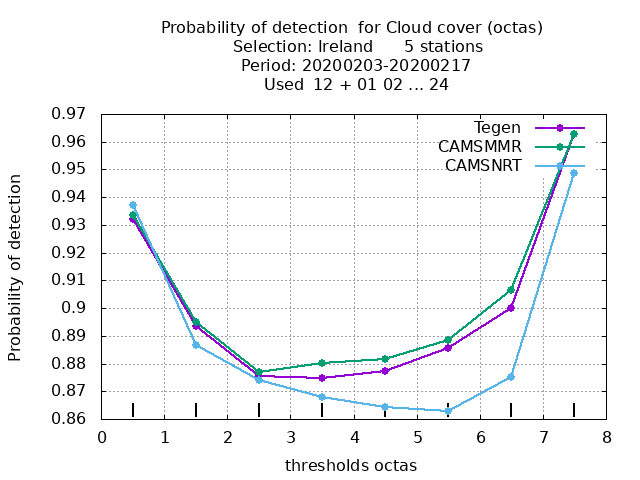 Probability of detection  for Cloud cover (octas)
Selection: Ireland      5 stations
Period: 20200203-20200217
Used  12 + 01 02 ... 24
Tegen
CAMSMMR
CAMSNRT
0.97
0.96
0.95
0.94
0.93
0.92
0.91
0.9
0.89
0.88
0.87
0.86
Probability of detection
0 1 2 3 4 5 6 7 8
thresholds octas